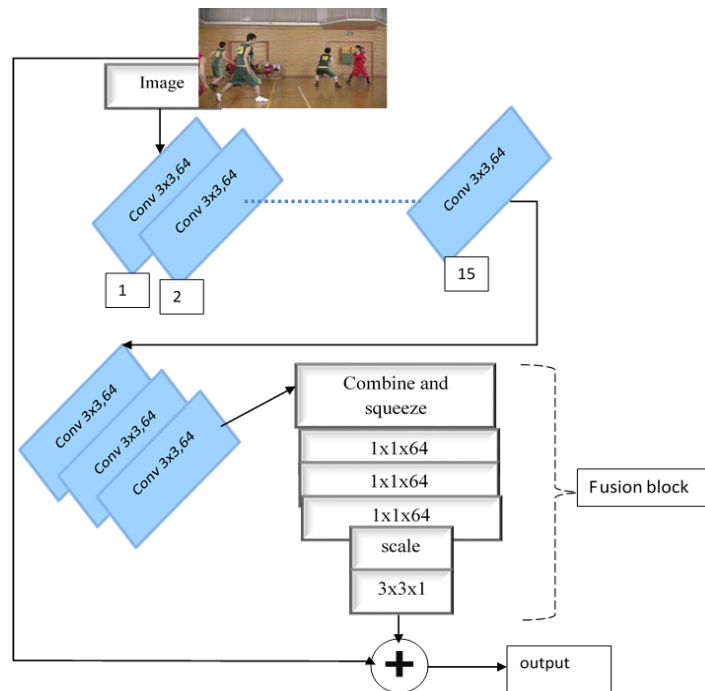 Image
Conv 3x3,64
Conv 3x3,64
Conv 3x3,64
1
2
15
Conv 3x3,64
Conv 3x3,64
Conv 3x3,64
Combine and
squeeze
1x1x64
1x1x64
1x1x64
scale
3x3x1
Fusion block
+
output